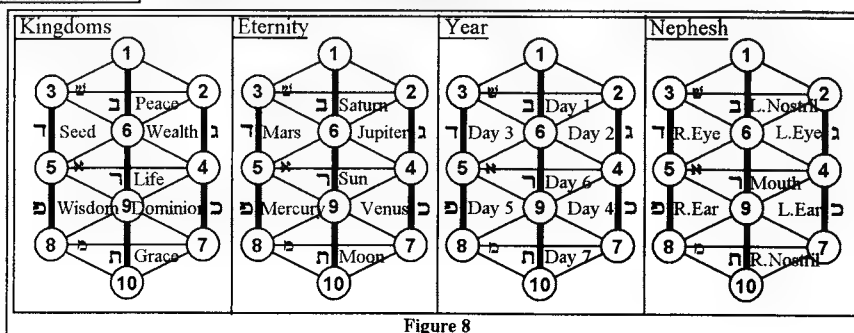 Kingdoms
1
3 ש 2
ב Peace
ד Seed 6 Wealth ג
5 א 4
ר Life
פ Wisdom 9 Dominion כ
8 מ 7
ת Grace
10
Eternity
1
3 ש 2
ב Saturn
ד Mars 6 Jupiter ג
5 א 4
ר Sun
פ Mercury 9 Venus כ
8 מ 7
ת Moon
10
Year
1
3 ש 2
ב Day 1
ד Day 3 6 Day 2 ג
5 א 4
ר Day 6
פ Day 5 9 Day 4 כ
8 מ 7
ת Day 7
10
Nephesh
1
3 ש 2
ב L.Nostril
ד R.Eye 6 L.Eye ג
5 א 4
ר Mouth
פ R.Ear 9 L.Ear כ
8 מ 7
ת R.Nostril
10
Figure 8